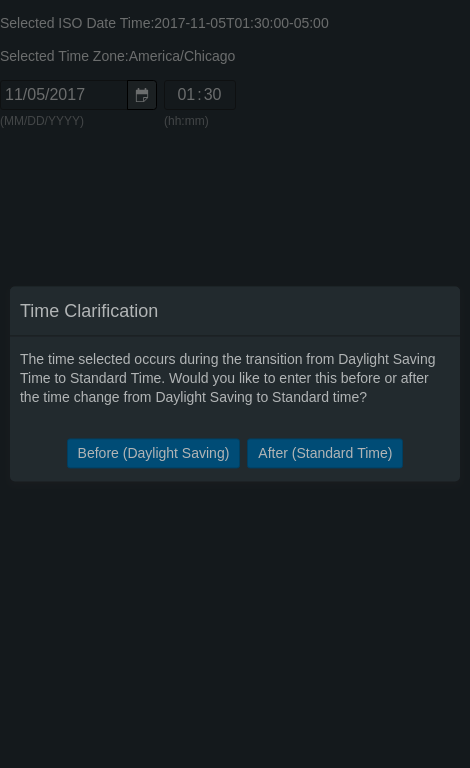 Selected ISO Date Time:2017-11-05T01:30:00-05:00
Selected Time Zone:America/Chicago
11/05/2017 01:30
(MM/DD/YYYY) (hh:mm)
Time Clarification
The time selected occurs during the transition from Daylight Saving
Time to Standard Time. Would you like to enter this before or after
the time change from Daylight Saving to Standard time?
Before (Daylight Saving) After (Standard Time)